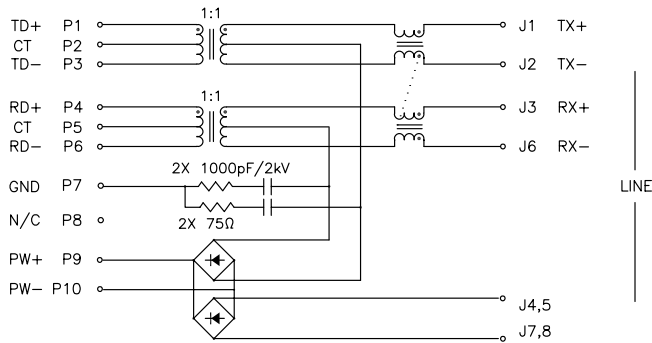 1:1
TD+ P1 J1 TX+
CT P2
TD- P3 J2 TX-
1:1
RD+ P4 J3 RX+
CT P5
RD- P6 J6 RX-
2X 1000pF/2kV
GND P7 LINE
2X 75Ω
N/C P8
PW+ P9
PW- P10
J4,5
J7,8